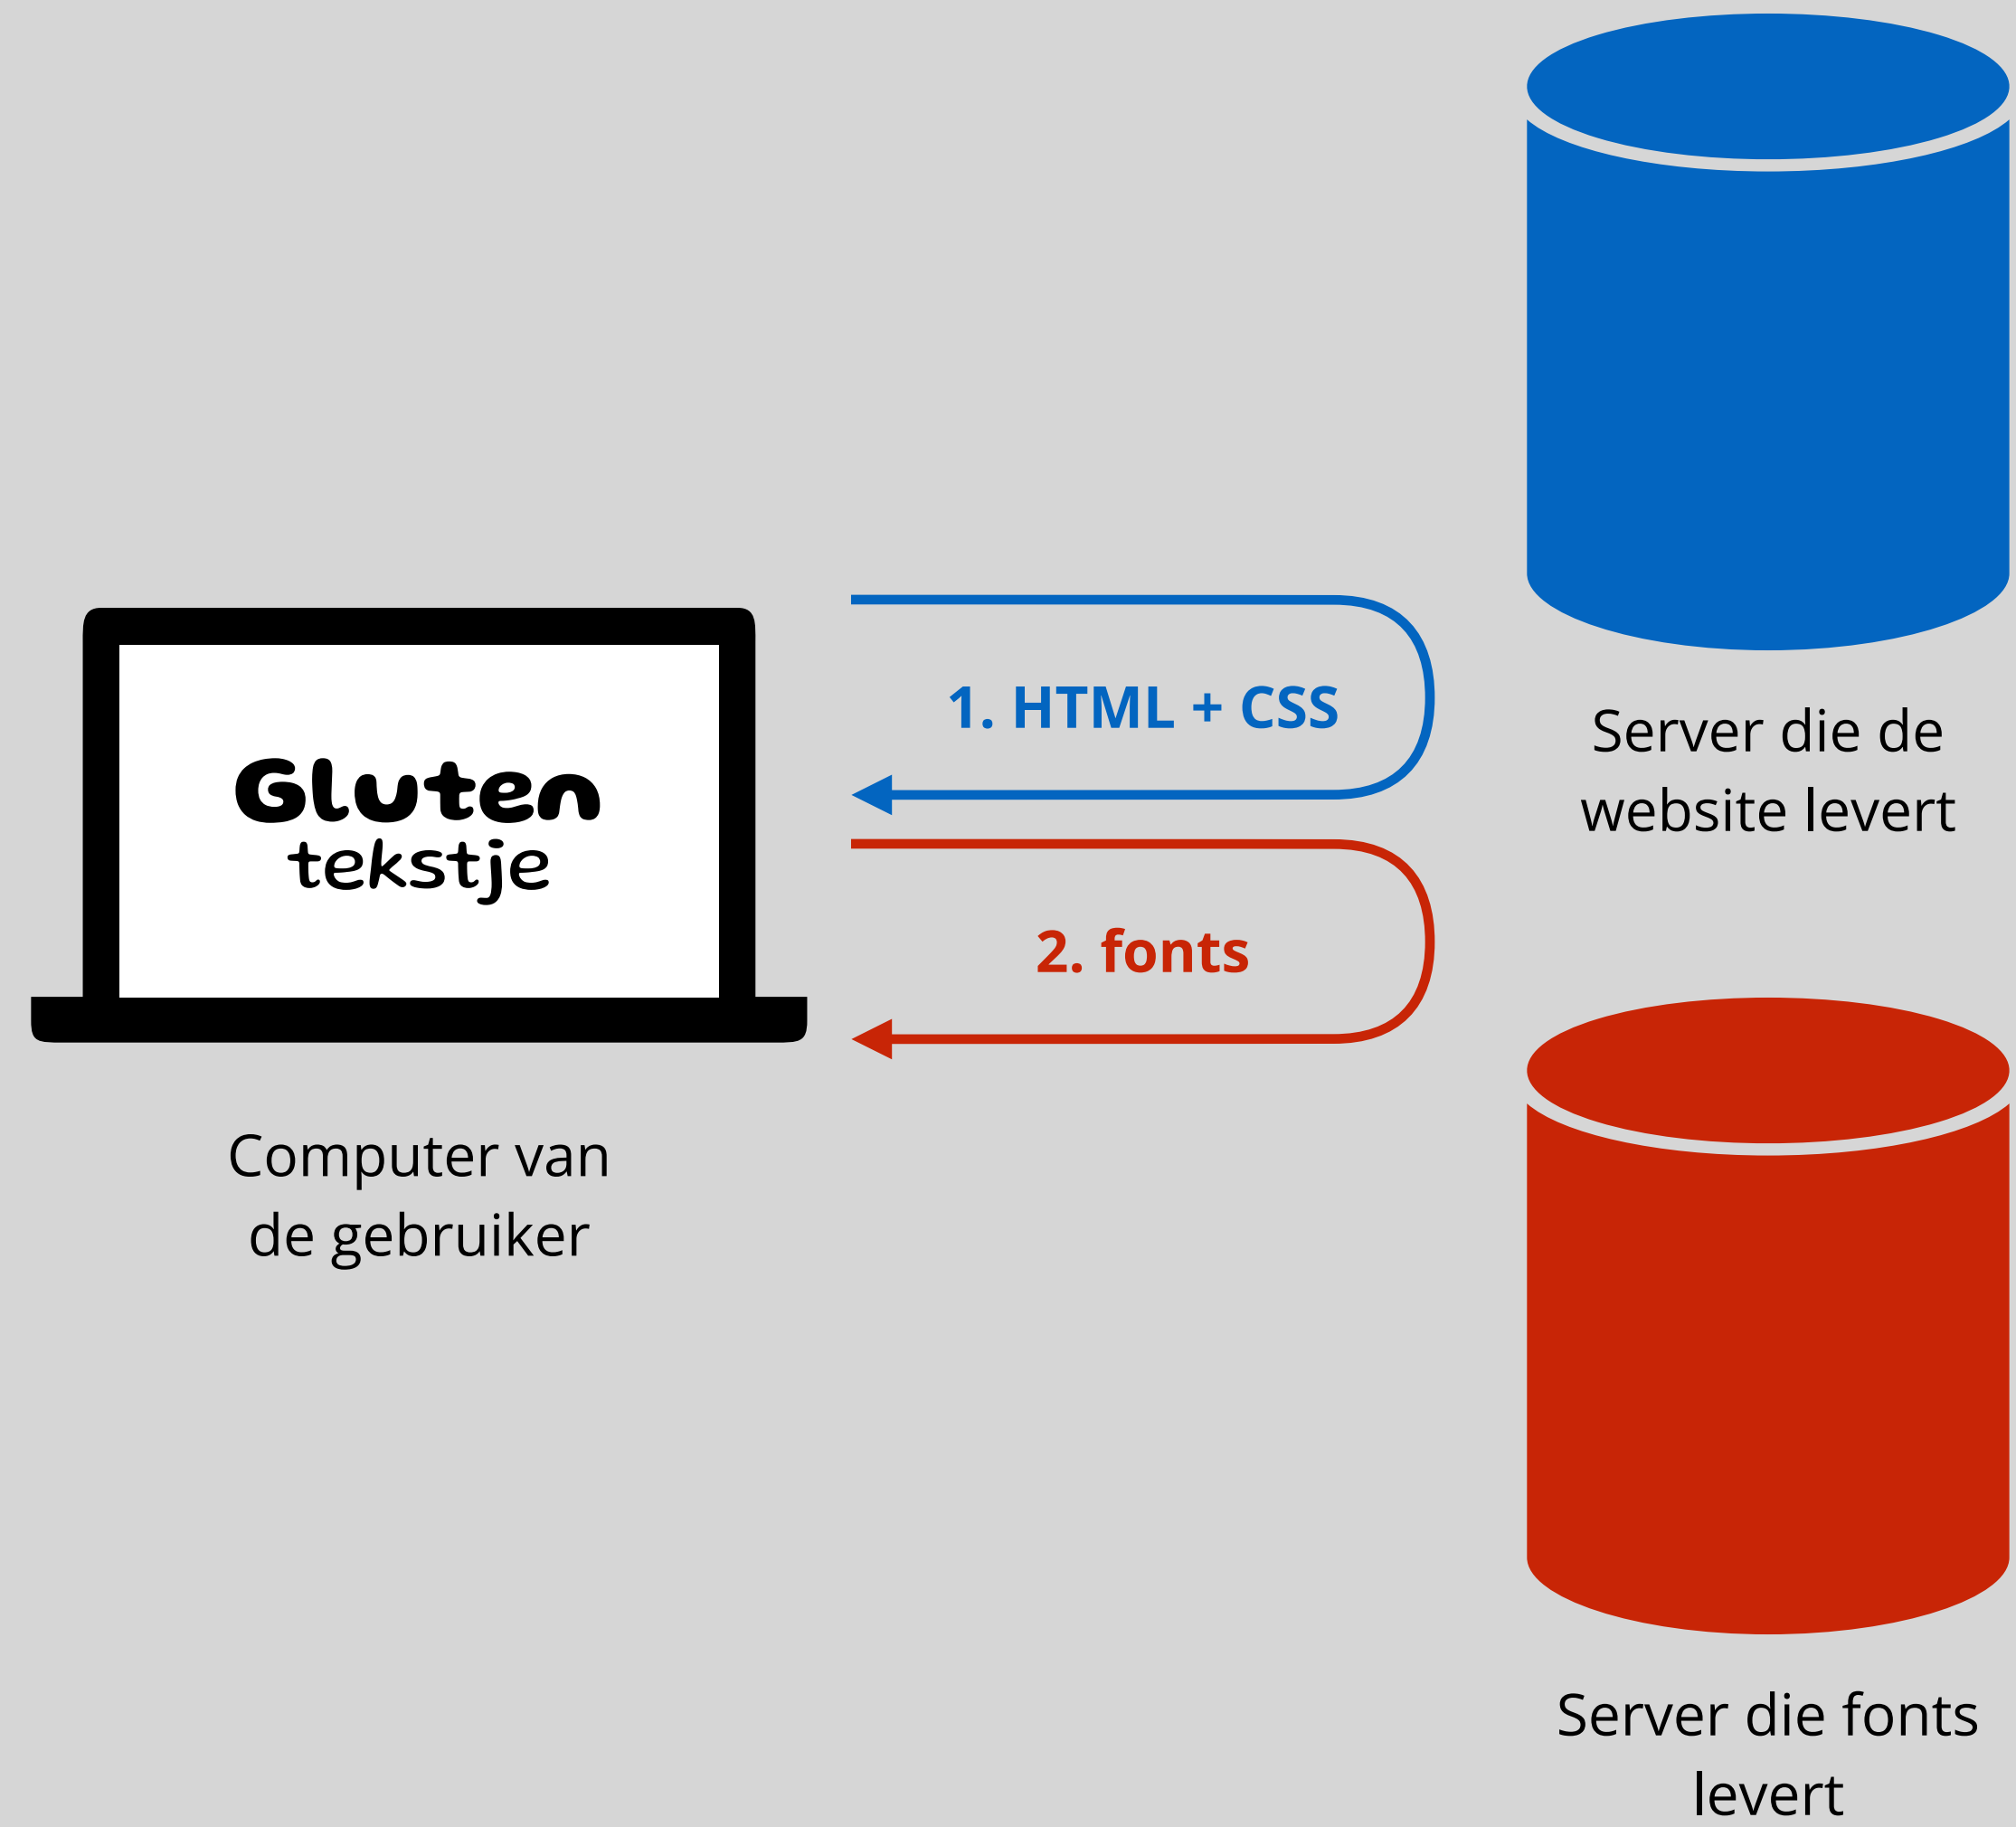 Gluten
tekstje
Computer van
de gebruiker
1. HTML + CSS
2. fonts
Server die de
website levert
Server die fonts
levert